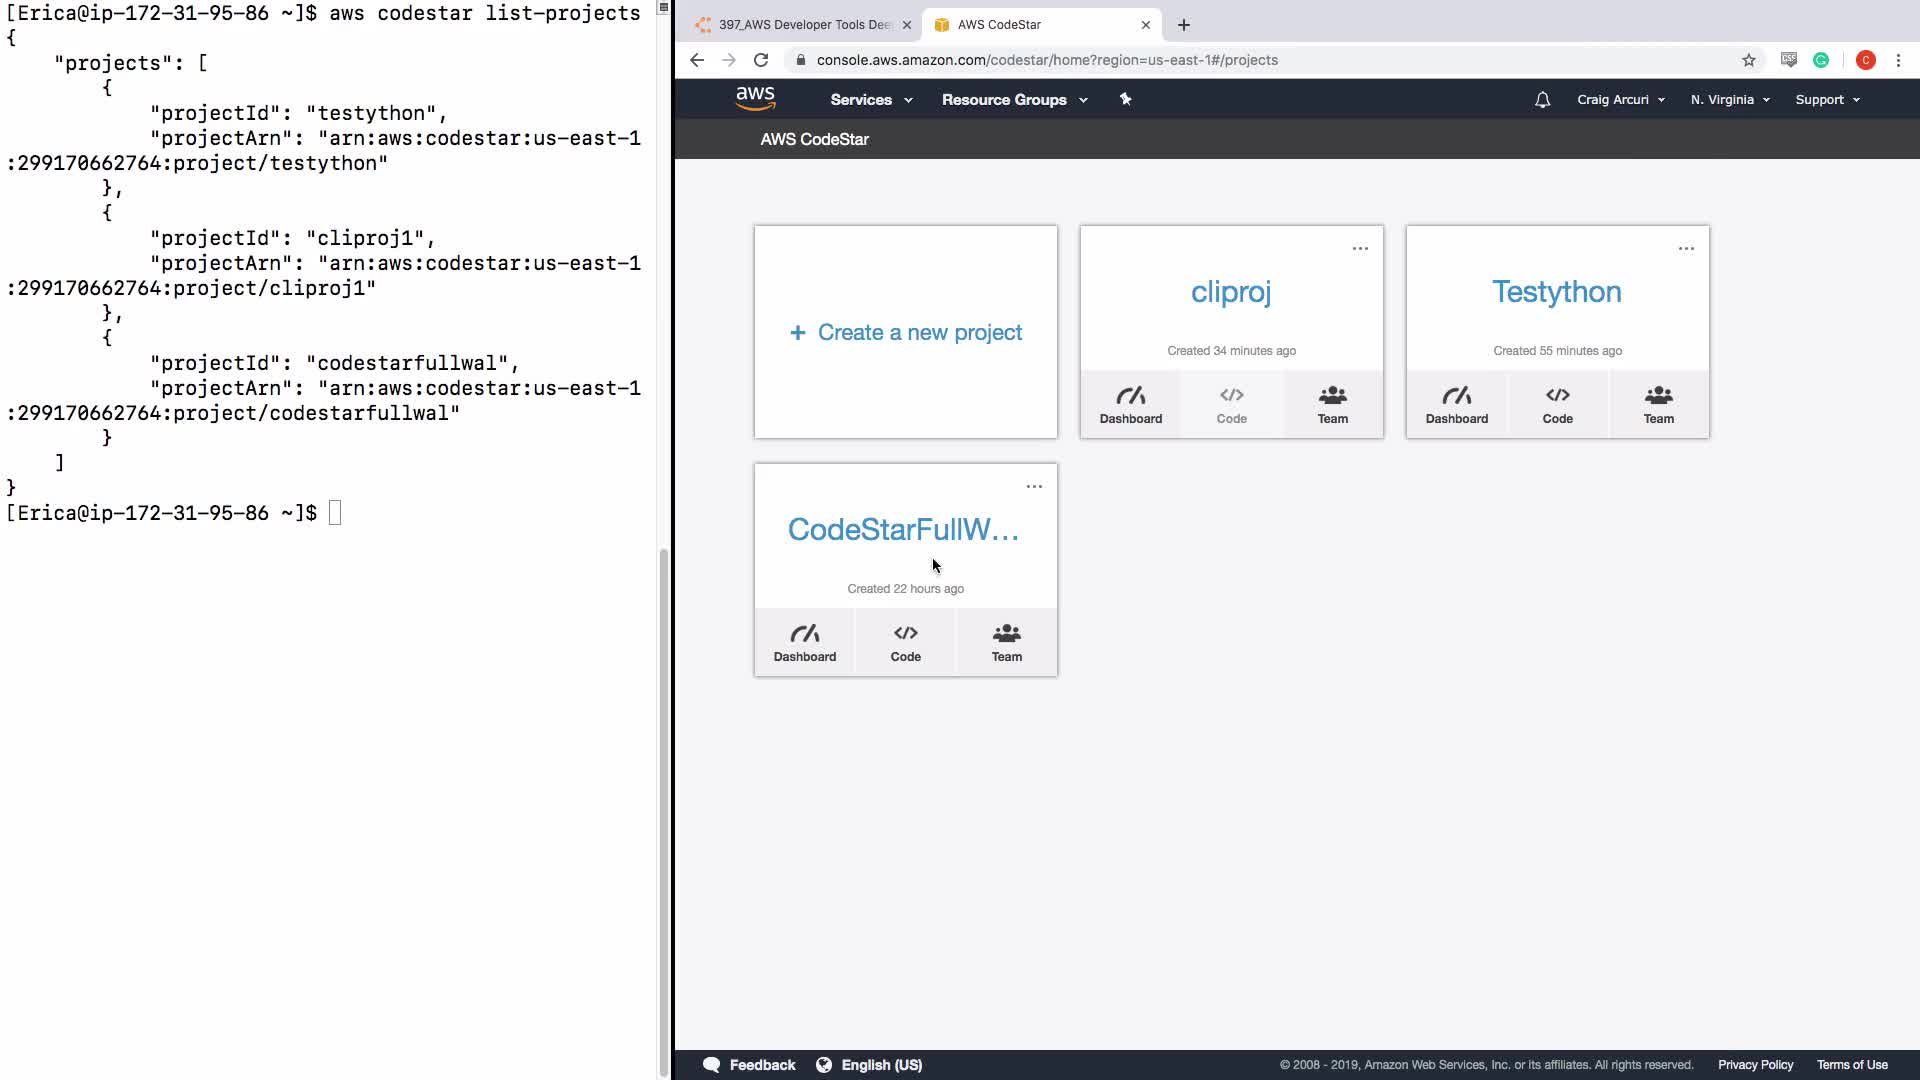 [Erica@ip-172-31-95-86 ~]$ aws codestar list-projects
{
    "projects": [
        {
            "projectId": "testython",
            "projectArn": "arn:aws:codestar:us-east-1
:299170662764:project/testython"
        },
        {
            "projectId": "cliproj1",
            "projectArn": "arn:aws:codestar:us-east-1
:299170662764:project/cliproj1"
        },
        {
            "projectId": "codestarfullwal",
            "projectArn": "arn:aws:codestar:us-east-1
:299170662764:project/codestarfullwal"
        }
    ]
}
[Erica@ip-172-31-95-86 ~]$
397_AWS Developer Tools Dee
AWS CodeStar
console.aws.amazon.com/codestar/home?region=us-east-1#/projects
C
aws
Services
Resource Groups
Craig Arcuri
N. Virginia
Support
AWS CodeStar
+ Create a new project
cliproj
Created 34 minutes ago
Dashboard
Code
Team
Testython
Created 55 minutes ago
Dashboard
Code
Team
CodeStarFullW...
Created 22 hours ago
Dashboard
Code
Team
Feedback
English (US)
© 2008 - 2019, Amazon Web Services, Inc. or its affiliates. All rights reserved.
Privacy Policy
Terms of Use